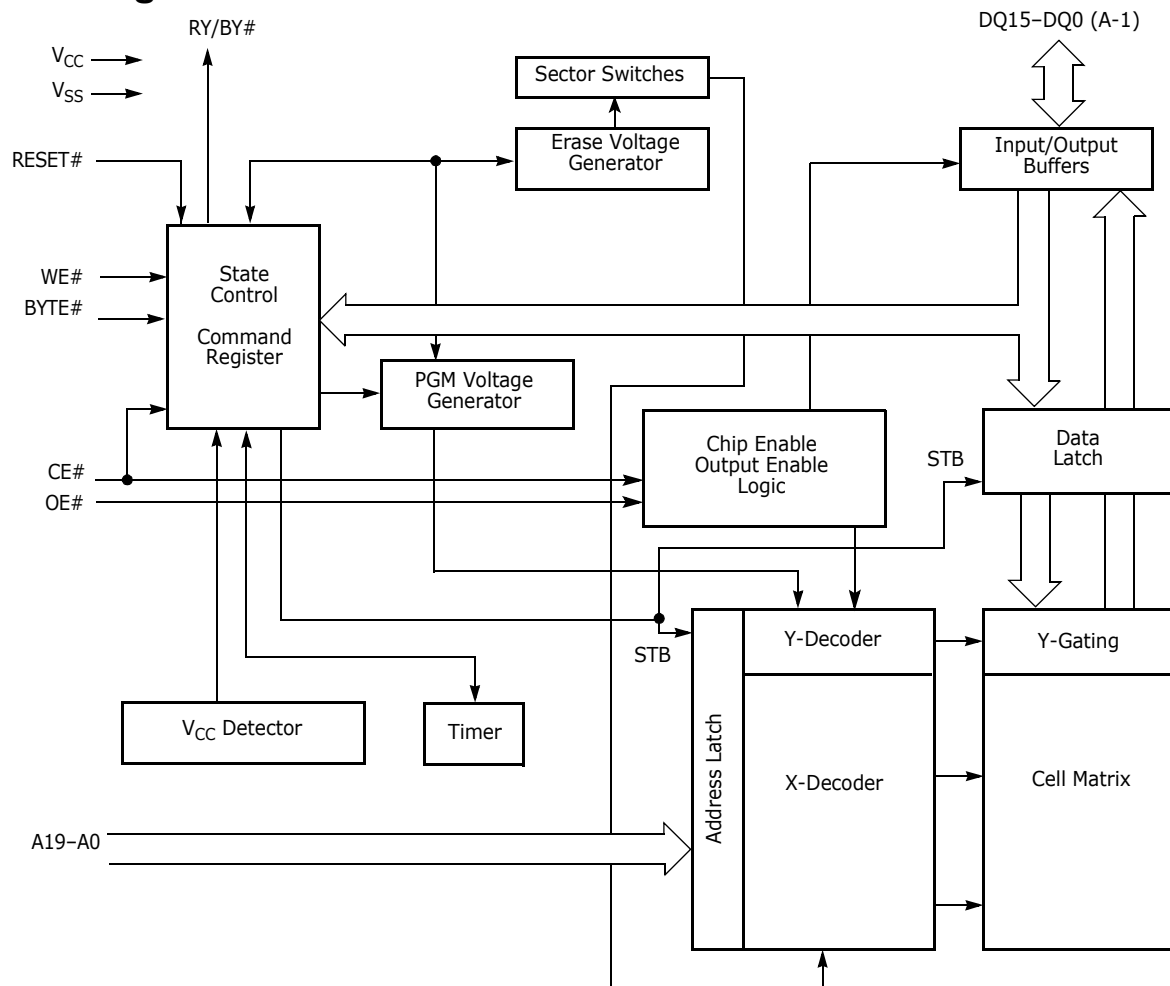 RY/BY#
DQ15–DQ0 (A-1)
VCC
VSS
Sector Switches
RESET#
Erase Voltage
Generator
Input/Output
Buffers
WE#
BYTE#
State
Control
Command
Register
PGM Voltage
Generator
Chip Enable
Output Enable
Logic
STB
Data
Latch
CE#
OE#
STB
Y-Decoder
Y-Gating
VCC Detector
Timer
Address Latch
X-Decoder
Cell Matrix
A19–A0